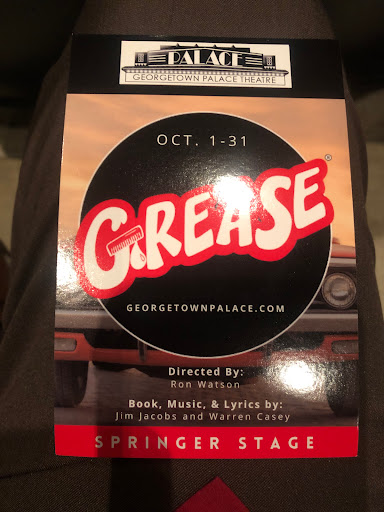 PALACE
GEORGETOWN PALACE THEATRE
OCT. 1-31
GREASE®
GEORGETOWNPALACE.COM
Directed By:
Ron Watson
Book, Music, & Lyrics by:
Jim Jacobs and Warren Casey
SPRINGER STAGE